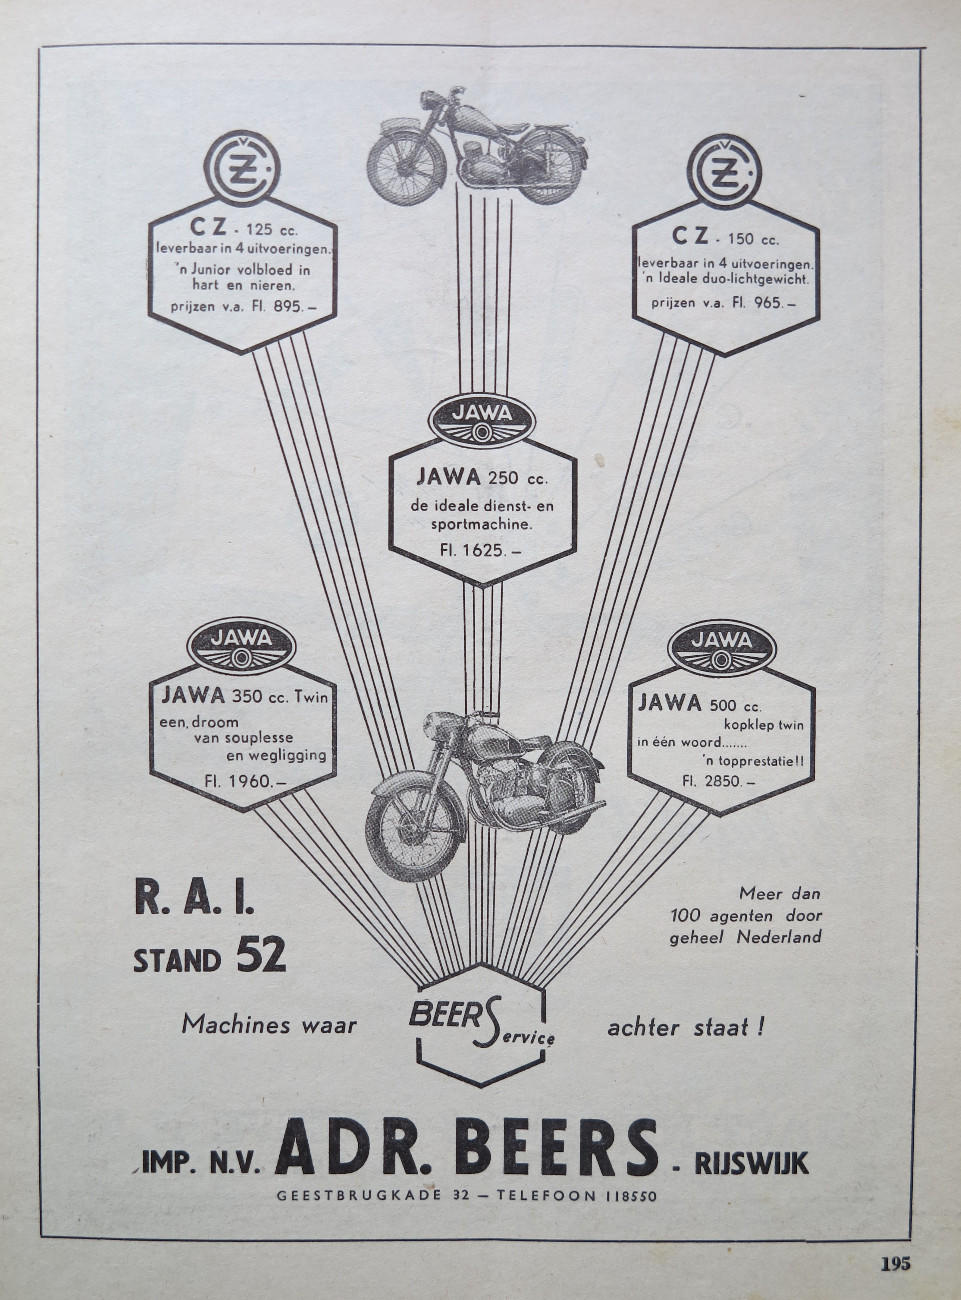 CZ
CZ - 125 cc.
leverbaar in 4 uitvoeringen.
'n Junior volbloed in
hart en nieren.
prijzen v.a. Fl. 895.–
CZ
CZ - 150 cc.
leverbaar in 4 uitvoeringen.
'n Ideale duo-lichtgewicht.
prijzen v.a. Fl. 965.–
JAWA
JAWA 250 cc.
de ideale dienst- en
sportmachine.
Fl. 1625.–
JAWA
JAWA 350 cc. Twin
een, droom
van souplesse
en wegligging
Fl. 1960.–
JAWA
JAWA 500 cc.
kopklep twin
in één woord.......
'n topprestatie!!
Fl. 2850.–
R. A. I.
STAND 52
Meer dan
100 agenten door
geheel Nederland
Machines waar BEERService achter staat!
IMP. N.V. ADR. BEERS - RIJSWIJK
GEESTBRUGKADE 32 — TELEFOON 118550
195